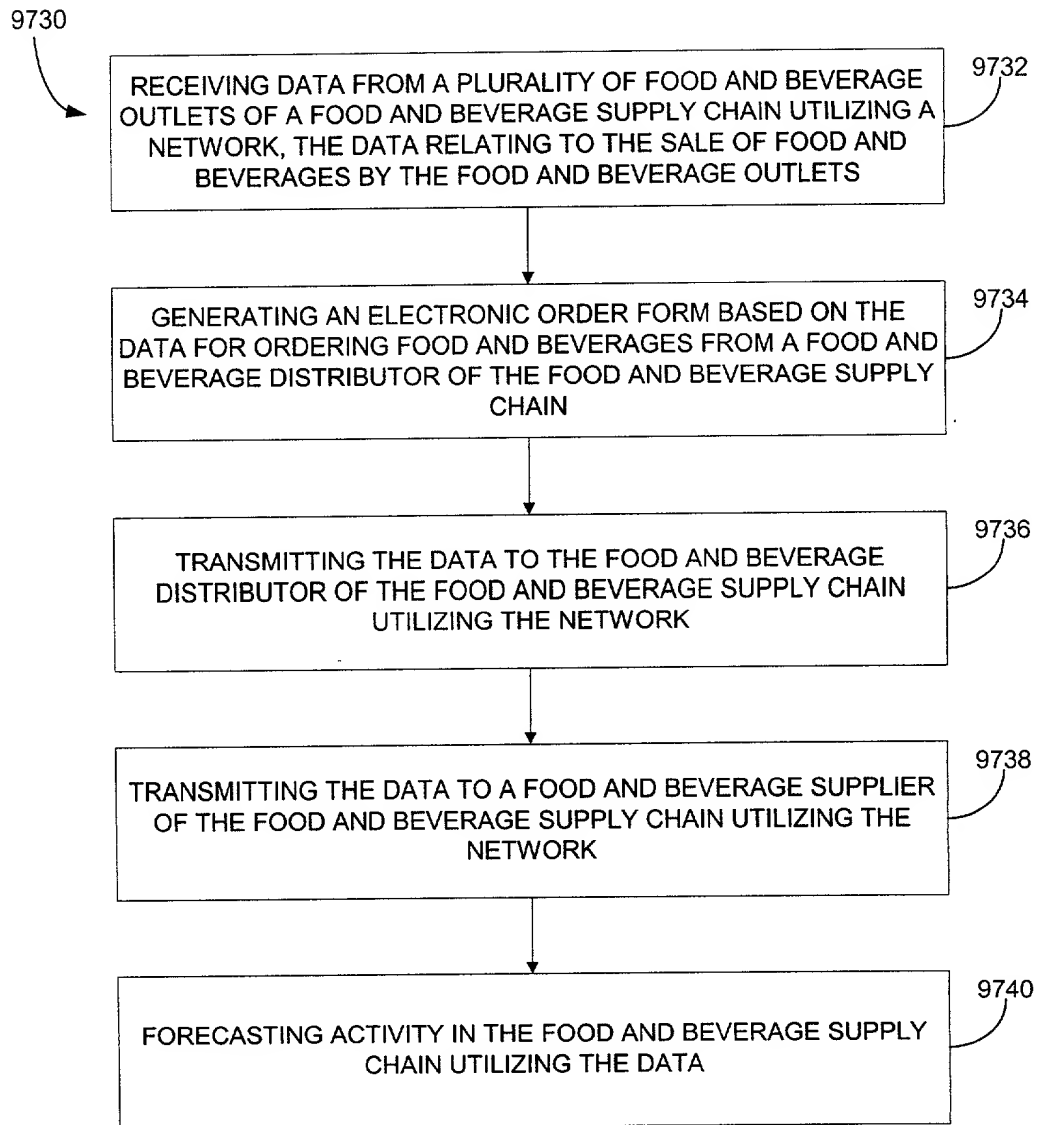 9730
RECEIVING DATA FROM A PLURALITY OF FOOD AND BEVERAGE
OUTLETS OF A FOOD AND BEVERAGE SUPPLY CHAIN UTILIZING A
NETWORK, THE DATA RELATING TO THE SALE OF FOOD AND
BEVERAGES BY THE FOOD AND BEVERAGE OUTLETS
9732
GENERATING AN ELECTRONIC ORDER FORM BASED ON THE
DATA FOR ORDERING FOOD AND BEVERAGES FROM A FOOD AND
BEVERAGE DISTRIBUTOR OF THE FOOD AND BEVERAGE SUPPLY
CHAIN
9734
TRANSMITTING THE DATA TO THE FOOD AND BEVERAGE
DISTRIBUTOR OF THE FOOD AND BEVERAGE SUPPLY CHAIN
UTILIZING THE NETWORK
9736
TRANSMITTING THE DATA TO A FOOD AND BEVERAGE SUPPLIER
OF THE FOOD AND BEVERAGE SUPPLY CHAIN UTILIZING THE
NETWORK
9738
FORECASTING ACTIVITY IN THE FOOD AND BEVERAGE SUPPLY
CHAIN UTILIZING THE DATA
9740